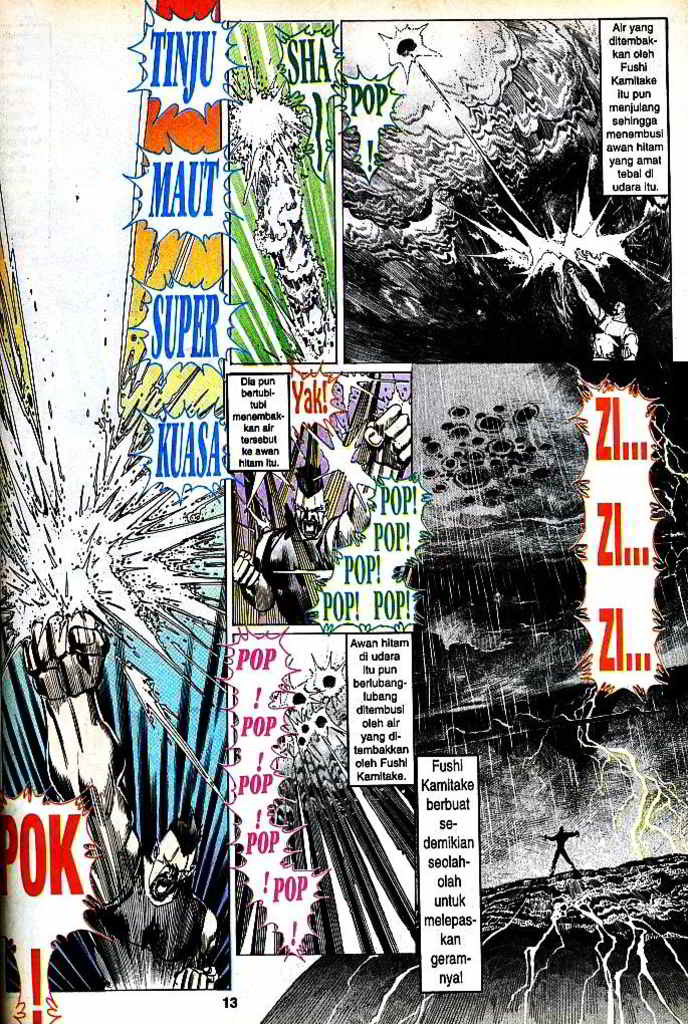 TINJU
MAUT
SUPER
KUASA
POK
!
SHA
!
POP
!
Air yang
ditembak-
kan oleh
Fushi
Kamitake
itu pun
menjulang
sehingga
menembusi
awan hitam
yang amat
tebal di
udara itu.
Dia pun
bertubi-
tubi
menembak-
kan air
tersebut
ke awan
hitam itu.
Yak!
POP!
POP!
POP!
POP! POP!
ZI...
ZI...
ZI...
POP
!
POP
!
POP
!
POP
!
POP
!
Awan hitam
di udara
itu pun
berlubang-
lubang
ditembusi
oleh air
yang di-
tembakkan
oleh Fushi
Kamitake.
Fushi
Kamitake
berbuat
se-
demikian
seolah-
olah
untuk
melepas-
kan
geram-
nya!
13